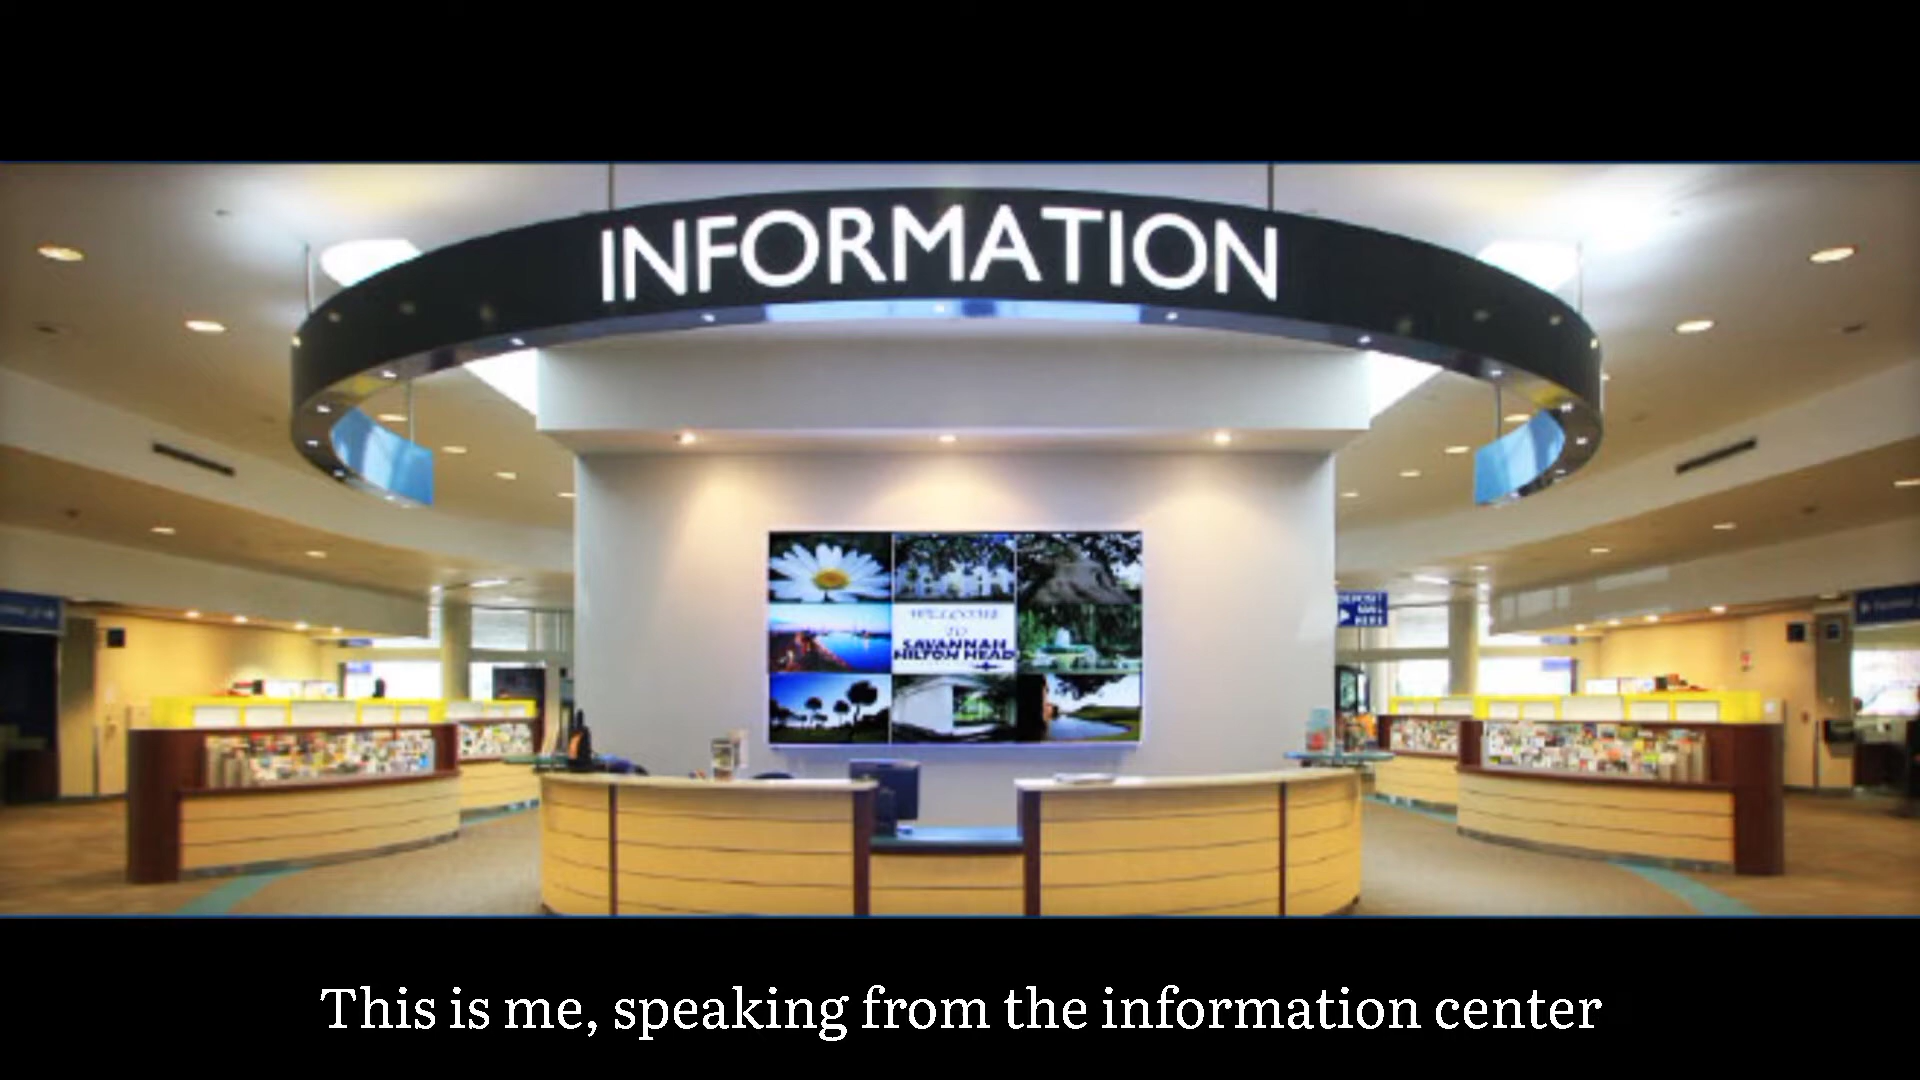 INFORMATION
WELCOME
TO
SAVANNAH
HILTON HEAD
This is me, speaking from the information center